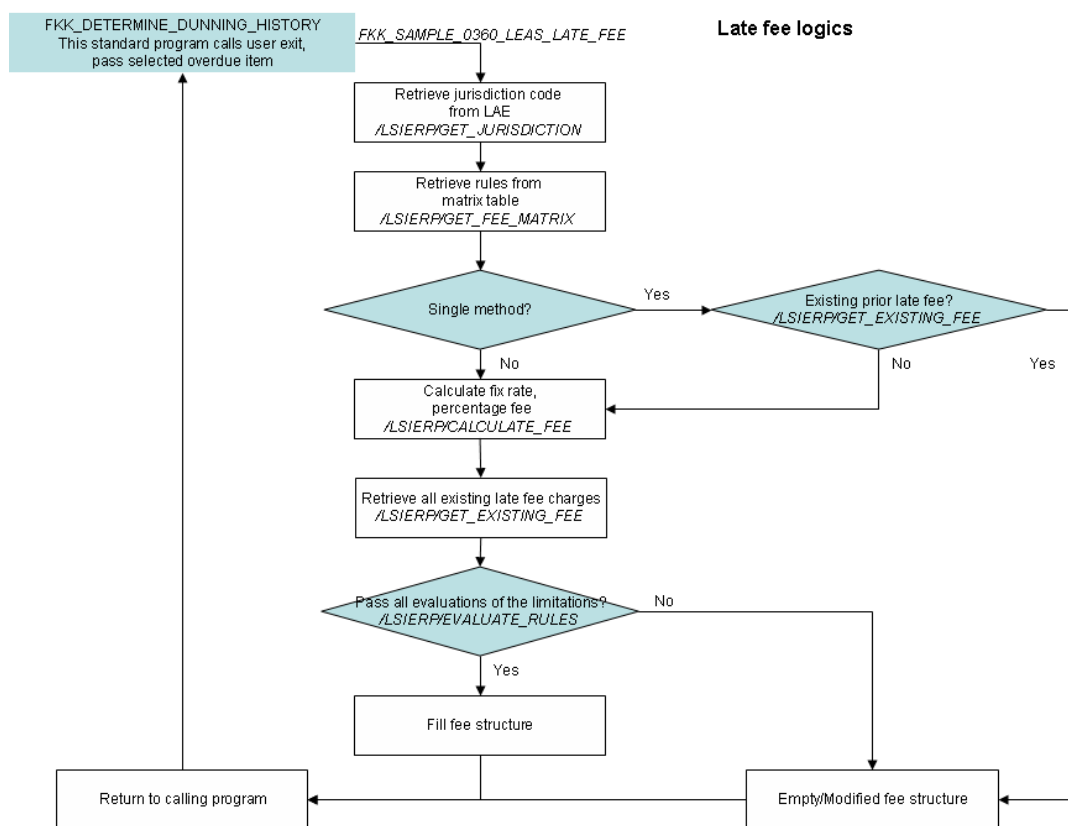 FKK_DETERMINE_DUNNING_HISTORY
This standard program calls user exit,
pass selected overdue item
FKK_SAMPLE_0360_LEAS_LATE_FEE
Late fee logics
Retrieve jurisdiction code
from LAE
/LSIERP/GET_JURISDICTION
Retrieve rules from
matrix table
/LSIERP/GET_FEE_MATRIX
Single method?
Yes
Existing prior late fee?
/LSIERP/GET_EXISTING_FEE
No
No
Yes
Calculate fix rate,
percentage fee
/LSIERP/CALCULATE_FEE
Retrieve all existing late fee charges
/LSIERP/GET_EXISTING_FEE
Pass all evaluations of the limitations?
/LSIERP/EVALUATE_RULES
No
Yes
Fill fee structure
Return to calling program
Empty/Modified fee structure